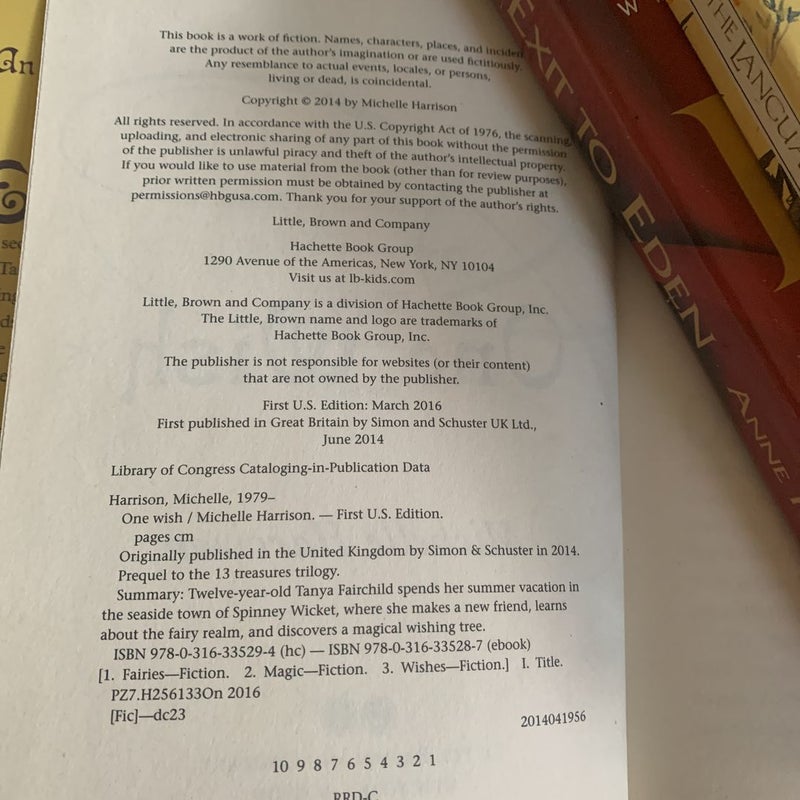 This book is a work of fiction. Names, characters, places, and inciden
are the product of the author's imagination or are used fictitiously.
Any resemblance to actual events, locales, or persons,
living or dead, is coincidental.
Copyright © 2014 by Michelle Harrison
All rights reserved. In accordance with the U.S. Copyright Act of 1976, the scanning,
uploading, and electronic sharing of any part of this book without the permission
of the publisher is unlawful piracy and theft of the author's intellectual property.
If you would like to use material from the book (other than for review purposes),
prior written permission must be obtained by contacting the publisher at
permissions@hbgusa.com. Thank you for your support of the author's rights.
Little, Brown and Company
Hachette Book Group
1290 Avenue of the Americas, New York, NY 10104
Visit us at lb-kids.com
Little, Brown and Company is a division of Hachette Book Group, Inc.
The Little, Brown name and logo are trademarks of
Hachette Book Group, Inc.
The publisher is not responsible for websites (or their content)
that are not owned by the publisher.
First U.S. Edition: March 2016
First published in Great Britain by Simon and Schuster UK Ltd.,
June 2014
Library of Congress Cataloging-in-Publication Data
Harrison, Michelle, 1979–
One wish / Michelle Harrison. — First U.S. Edition.
pages cm
Originally published in the United Kingdom by Simon & Schuster in 2014.
Prequel to the 13 treasures trilogy.
Summary: Twelve-year-old Tanya Fairchild spends her summer vacation in
the seaside town of Spinney Wicket, where she makes a new friend, learns
about the fairy realm, and discovers a magical wishing tree.
ISBN 978-0-316-33529-4 (hc) — ISBN 978-0-316-33528-7 (ebook)
[1. Fairies—Fiction. 2. Magic—Fiction. 3. Wishes—Fiction.] I. Title.
PZ7.H256133On 2016
[Fic]—dc23
2014041956
10 9 8 7 6 5 4 3 2 1
RRD-C
EXIT TO EDEN
ANNE
THE LANGUA
an
&